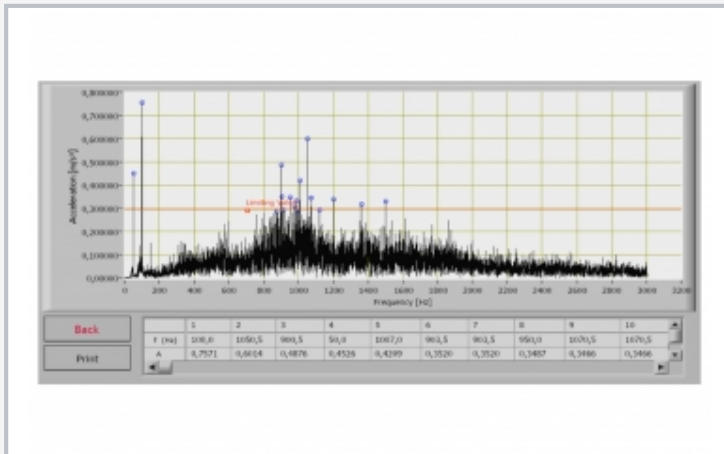 0,800000
0,700000
0,600000
0,500000
0,400000
0,300000
0,200000
0,100000
0,00000
Acceleration [m/s²]
Limiting
0 200 400 600 800 1000 1200 1400 1600 1800 2000 2200 2400 2600 2800 3000 3200
Frequency [Hz]
Back
Print
1 2 3 4 5 6 7 8 9 10
f [Hz] 100,0 1050,5 900,5 50,0 1007,0 903,5 903,5 950,0 1070,5 1070,5
A 0,7571 0,6014 0,4876 0,4526 0,4209 0,3520 0,3520 0,3487 0,3466 0,3466